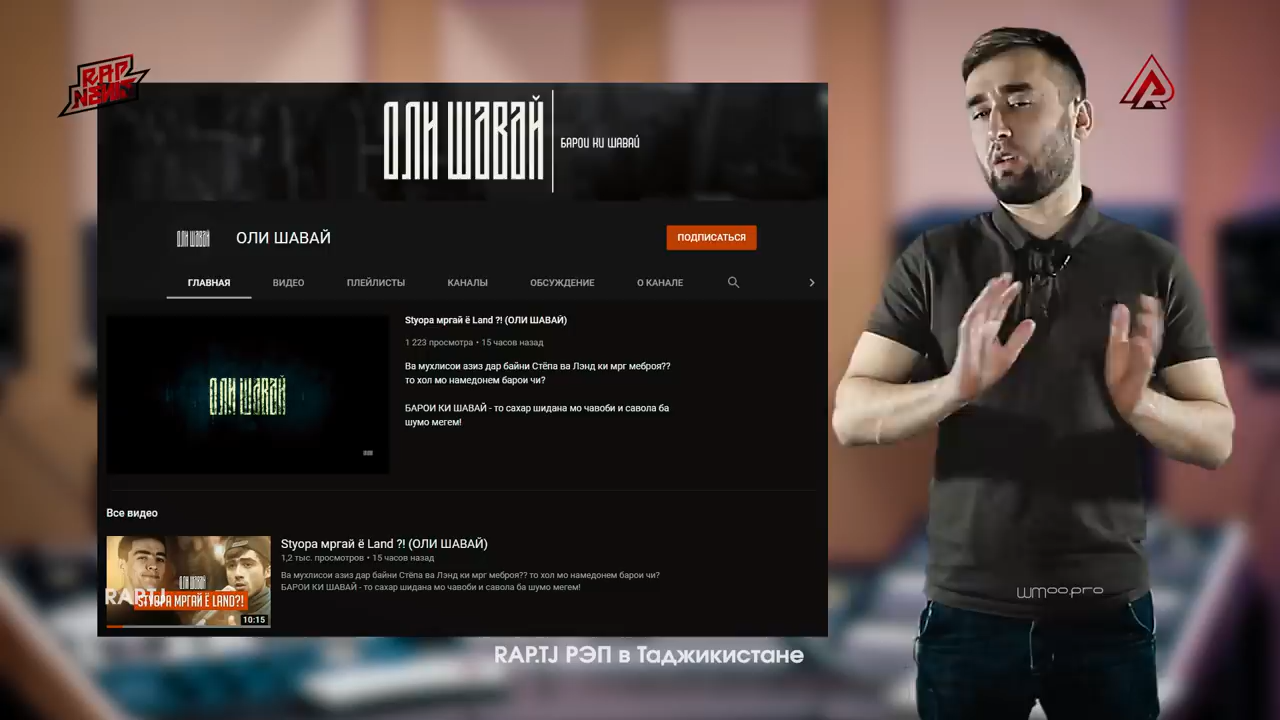 RAP
NEWS
ОЛИ ШАВАЙ
БАРОИ КИ ШАВАЙ
ОЛИ ШАВАЙ
ОЛИ ШАВАЙ
ПОДПИСАТЬСЯ
ГЛАВНАЯ ВИДЕО ПЛЕЙЛИСТЫ КАНАЛЫ ОБСУЖДЕНИЕ О КАНАЛЕ
Styopa мргай ё Land ?! (ОЛИ ШАВАЙ)
1 223 просмотра • 15 часов назад
Ва мухлисои азиз дар байни Стёпа ва Лэнд ки мрг меброя??
то хол мо намедонем барои чи?
БАРОИ КИ ШАВАЙ - то сахар шидана мо чавоби и савола ба
шумо мегем!
ОЛИ ШАВАЙ
Все видео
Styopa мргай ё Land ?! (ОЛИ ШАВАЙ)
1,2 тыс. просмотров • 15 часов назад
Ва мухлисои азиз дар байни Стёпа ва Лэнд ки мрг меброя?? то хол мо намедонем барои чи?
БАРОИ КИ ШАВАЙ - то сахар шидана мо чавоби и савола ба шумо мегем!
ОЛИ ШАВАЙ
RAP.TJ
STYOPA МРГАЙ Ё LAND?!
10:15
wmoo.pro
RAP.TJ РЭП в Таджикистане